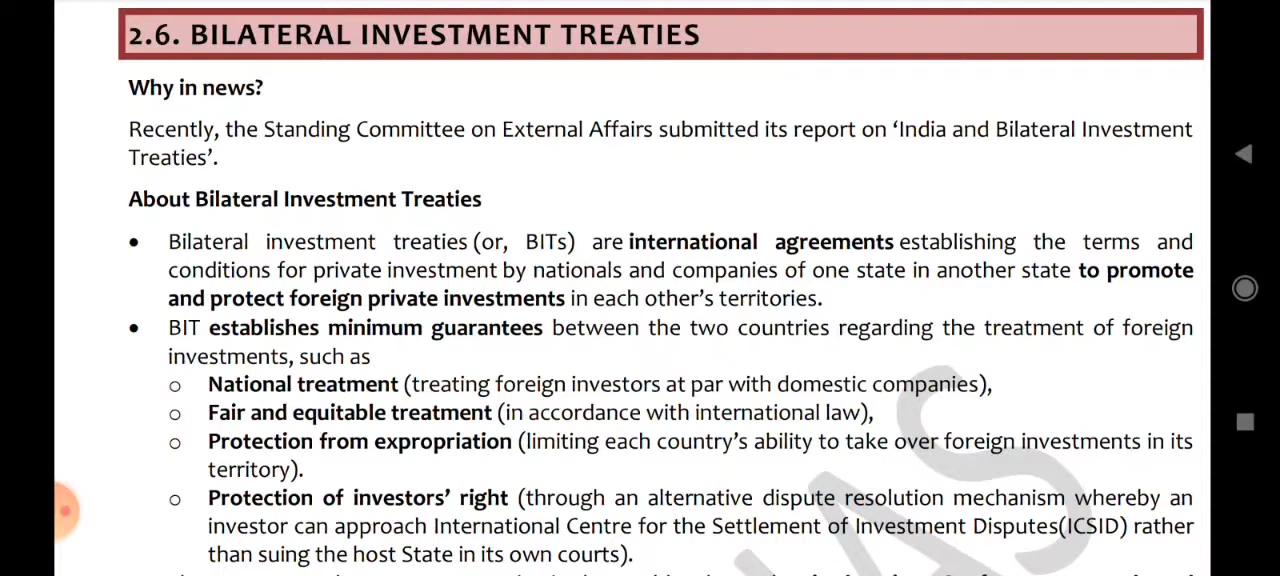 2.6. BILATERAL INVESTMENT TREATIES
Why in news?
Recently, the Standing Committee on External Affairs submitted its report on ‘India and Bilateral Investment
Treaties’.
About Bilateral Investment Treaties
• Bilateral investment treaties (or, BITs) are international agreements establishing the terms and
conditions for private investment by nationals and companies of one state in another state to promote
and protect foreign private investments in each other’s territories.
• BIT establishes minimum guarantees between the two countries regarding the treatment of foreign
investments, such as
o National treatment (treating foreign investors at par with domestic companies),
o Fair and equitable treatment (in accordance with international law),
o Protection from expropriation (limiting each country’s ability to take over foreign investments in its
territory).
o Protection of investors’ right (through an alternative dispute resolution mechanism whereby an
investor can approach International Centre for the Settlement of Investment Disputes(ICSID) rather
than suing the host State in its own courts).
IAS